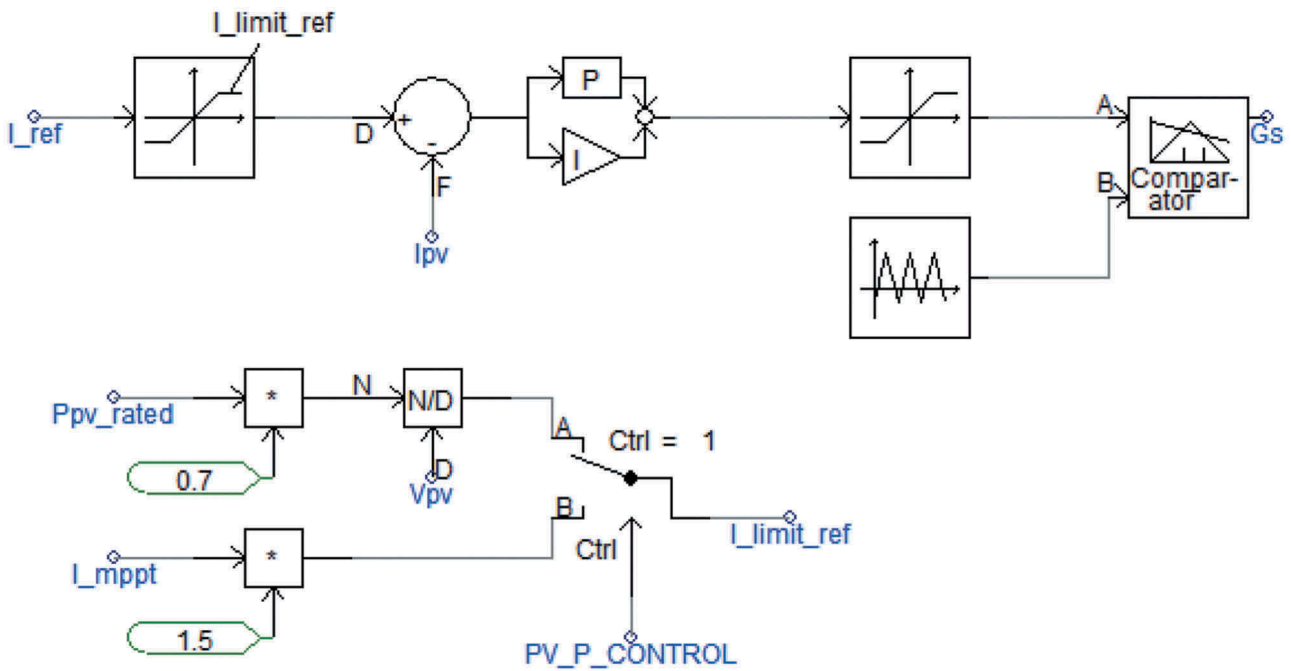 I_limit_ref
I_ref
D
+
-
F
Ipv
P
I
A
B
Compar-
ator
Gs
Ppv_rated
*
0.7
N
N/D
D
Vpv
A
Ctrl = 1
B
Ctrl
I_limit_ref
I_mppt
*
1.5
PV_P_CONTROL